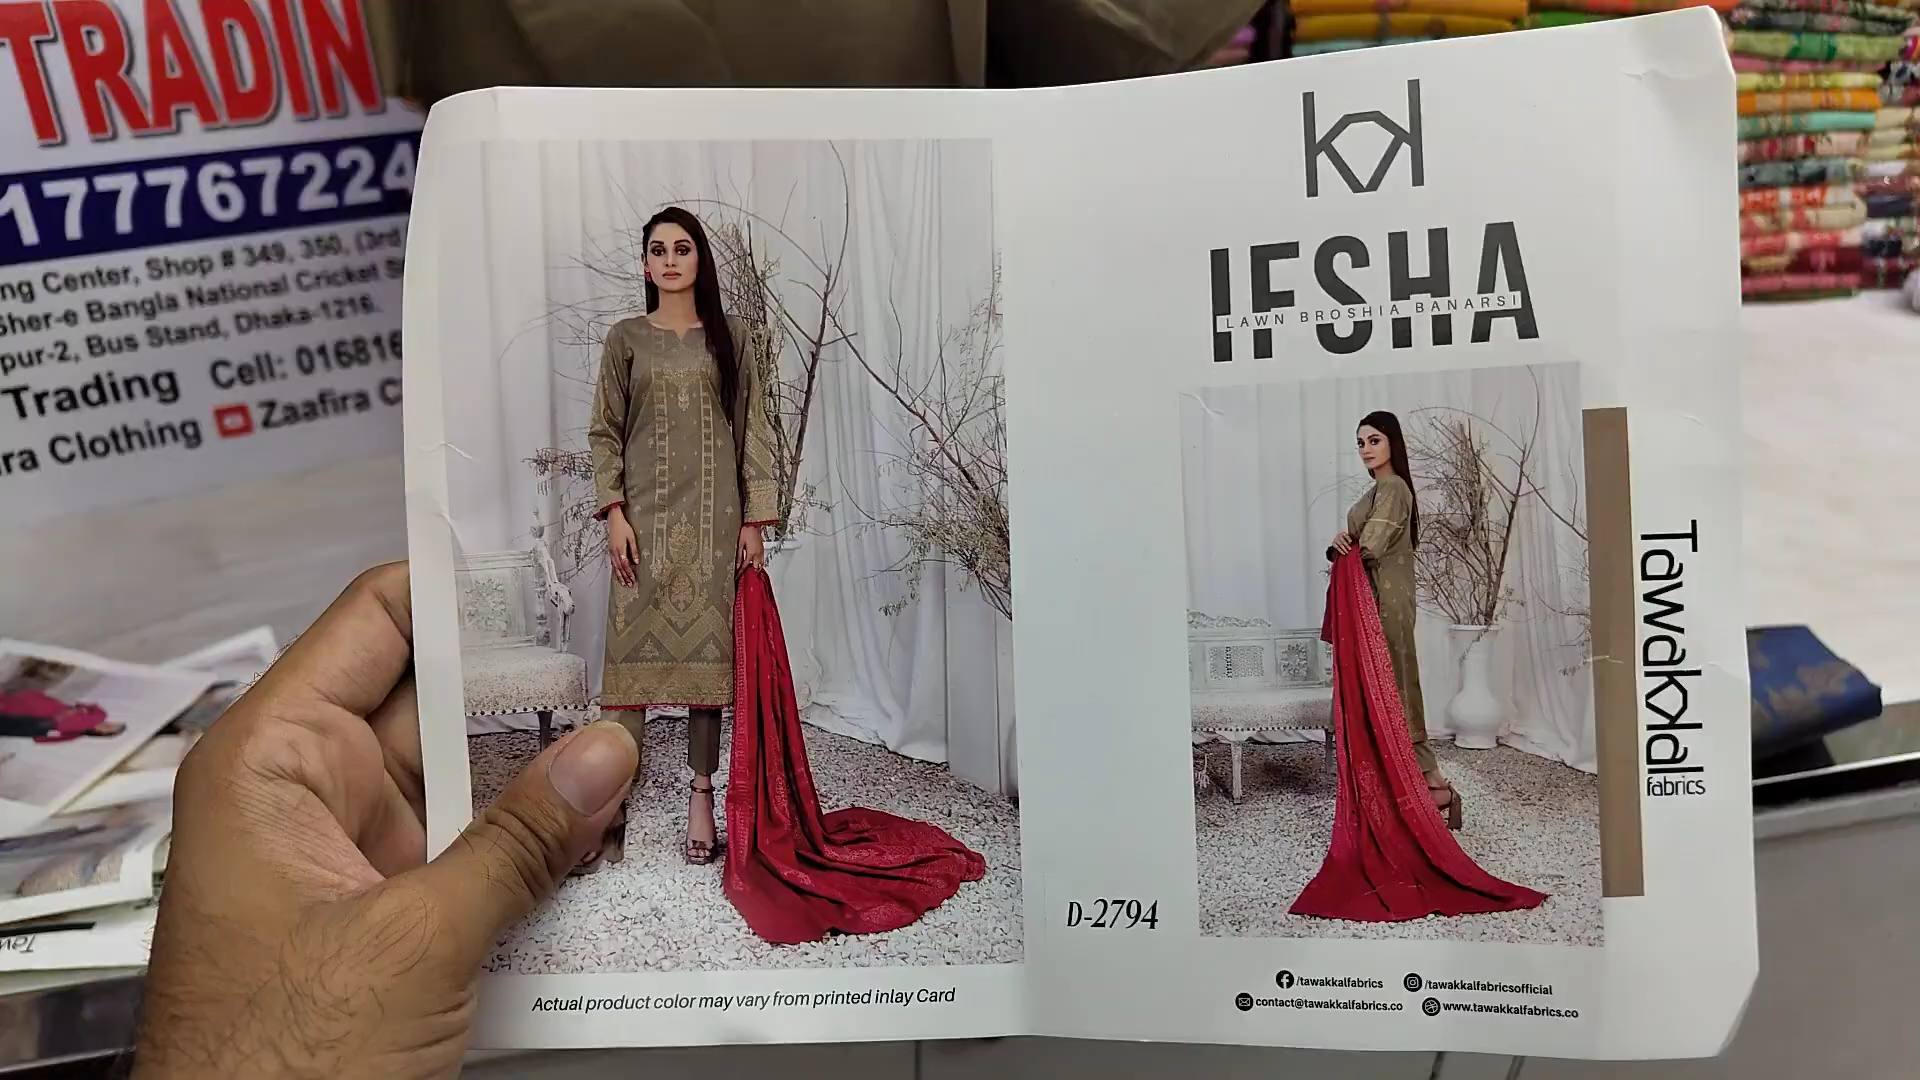 TRADIN
177767224
ng Center, Shop # 349, 350, (3rd
Sher-e Bangla National Cricket S
pur-2, Bus Stand, Dhaka-1216.
Trading Cell: 016816
ra Clothing Zaafira C
IFSHA
LAWN BROSHIA BANARSI
Tawakkal
fabrics
D-2794
Actual product color may vary from printed inlay Card
/tawakkalfabrics /tawakkalfabricsofficial
contact@tawakkalfabrics.co www.tawakkalfabrics.co